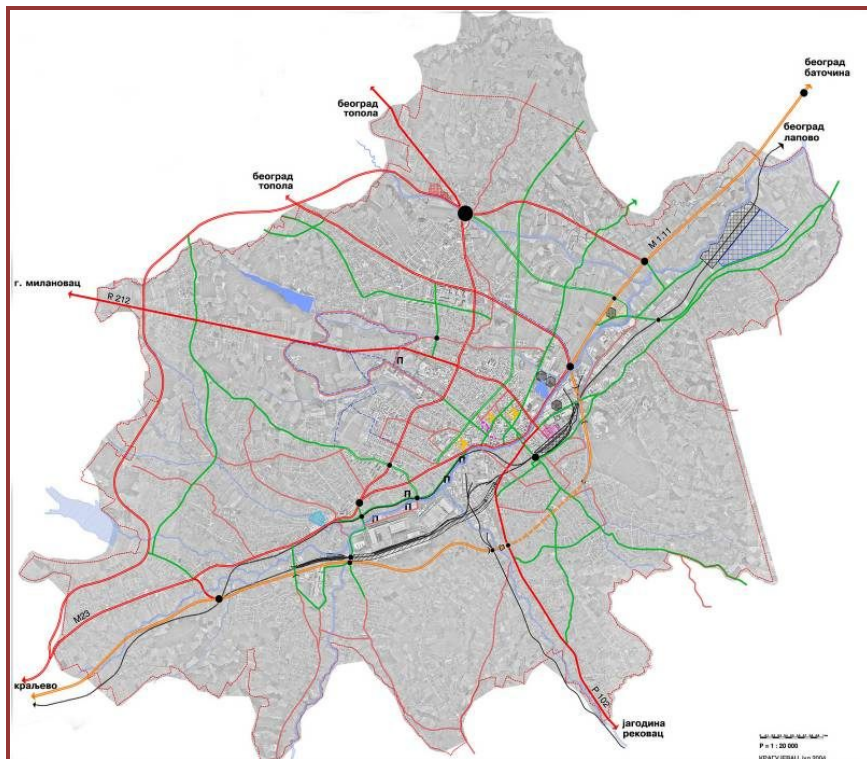 београд
баточина
београд
топола
београд
лапово
београд
топола
М 1.11
г. милановац
R 212
П
П
П
П
П
П
М23
краљево
Р 102
јагодина
рековац
Р = 1 : 20 000